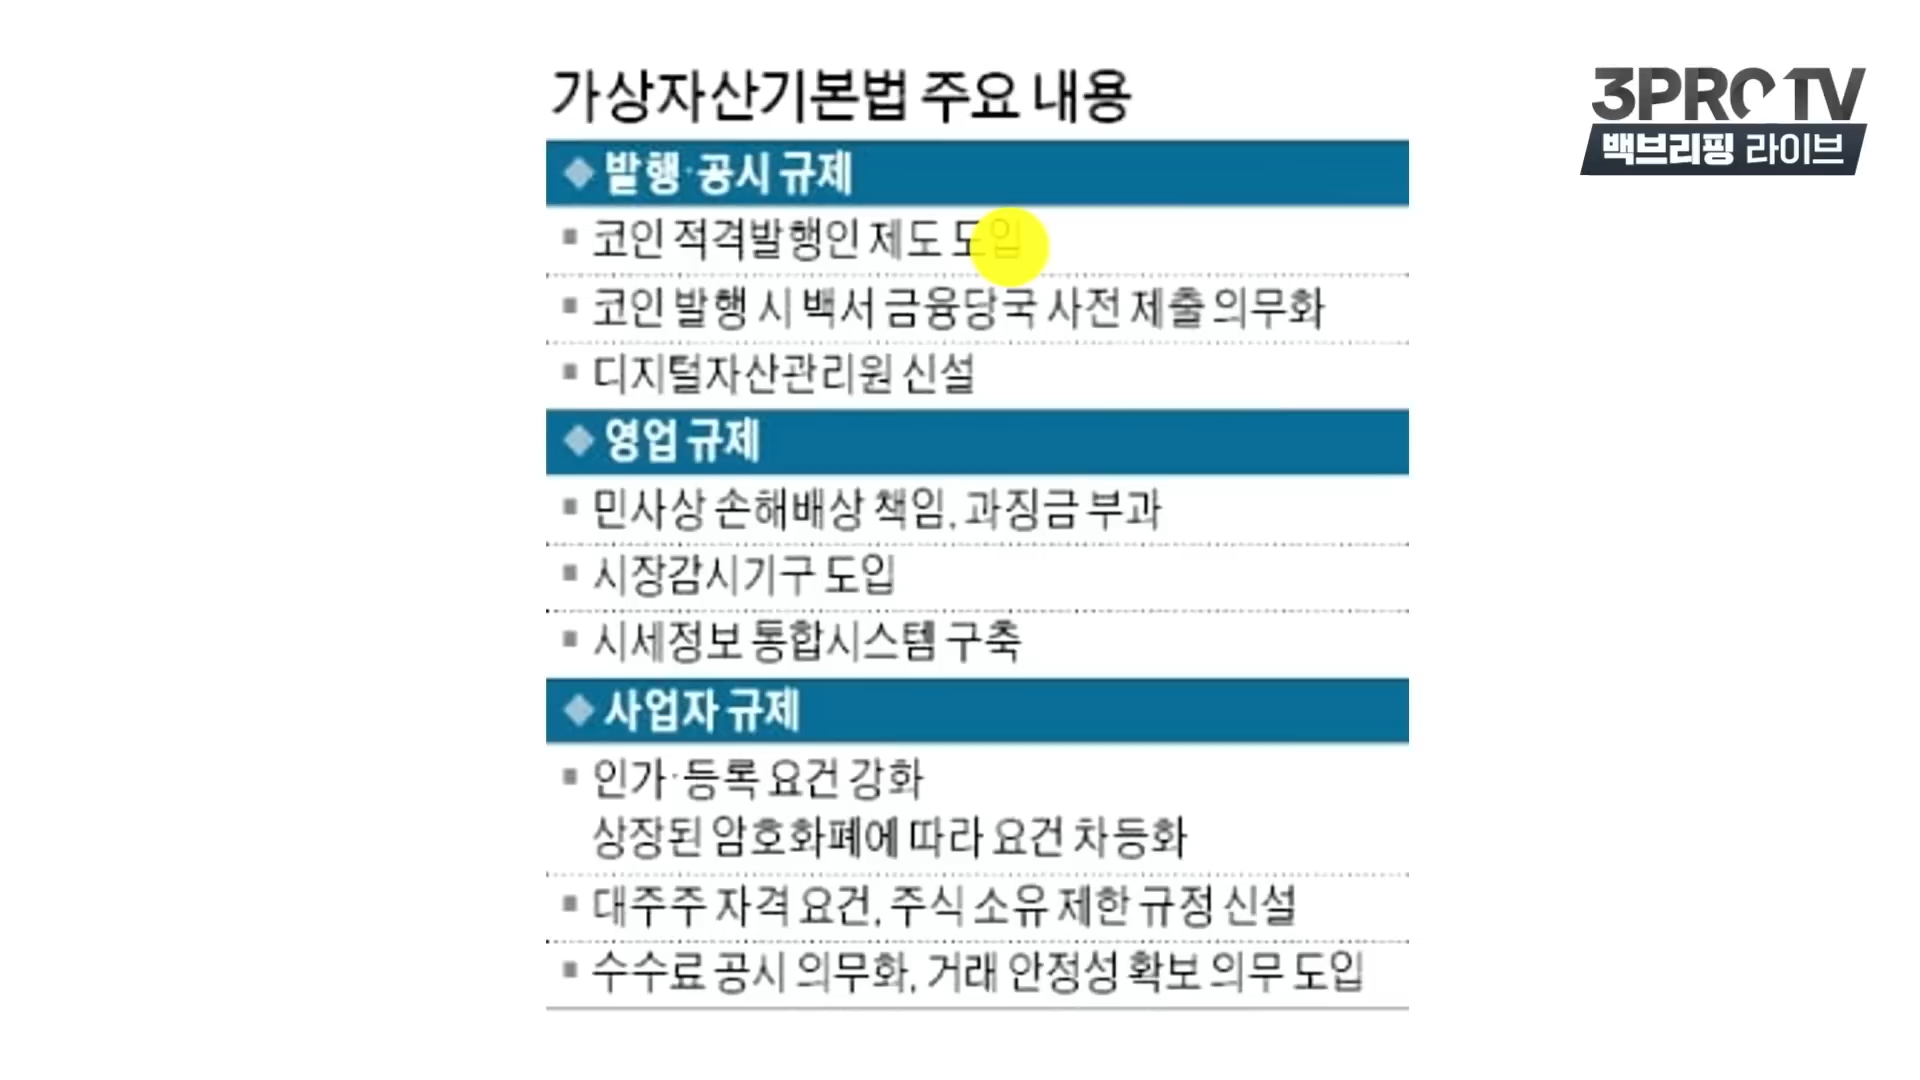 가상자산기본법 주요 내용
3PRO TV
백브리핑 라이브
◆ 발행·공시 규제
▪ 코인 적격발행인 제도 도입
▪ 코인 발행 시 백서 금융당국 사전 제출 의무화
▪ 디지털자산관리원 신설
◆ 영업 규제
▪ 민사상 손해배상 책임, 과징금 부과
▪ 시장감시기구 도입
▪ 시세정보 통합시스템 구축
◆ 사업자 규제
▪ 인가·등록 요건 강화
상장된 암호화폐에 따라 요건 차등화
▪ 대주주 자격 요건, 주식 소유 제한 규정 신설
▪ 수수료 공시 의무화, 거래 안정성 확보 의무 도입